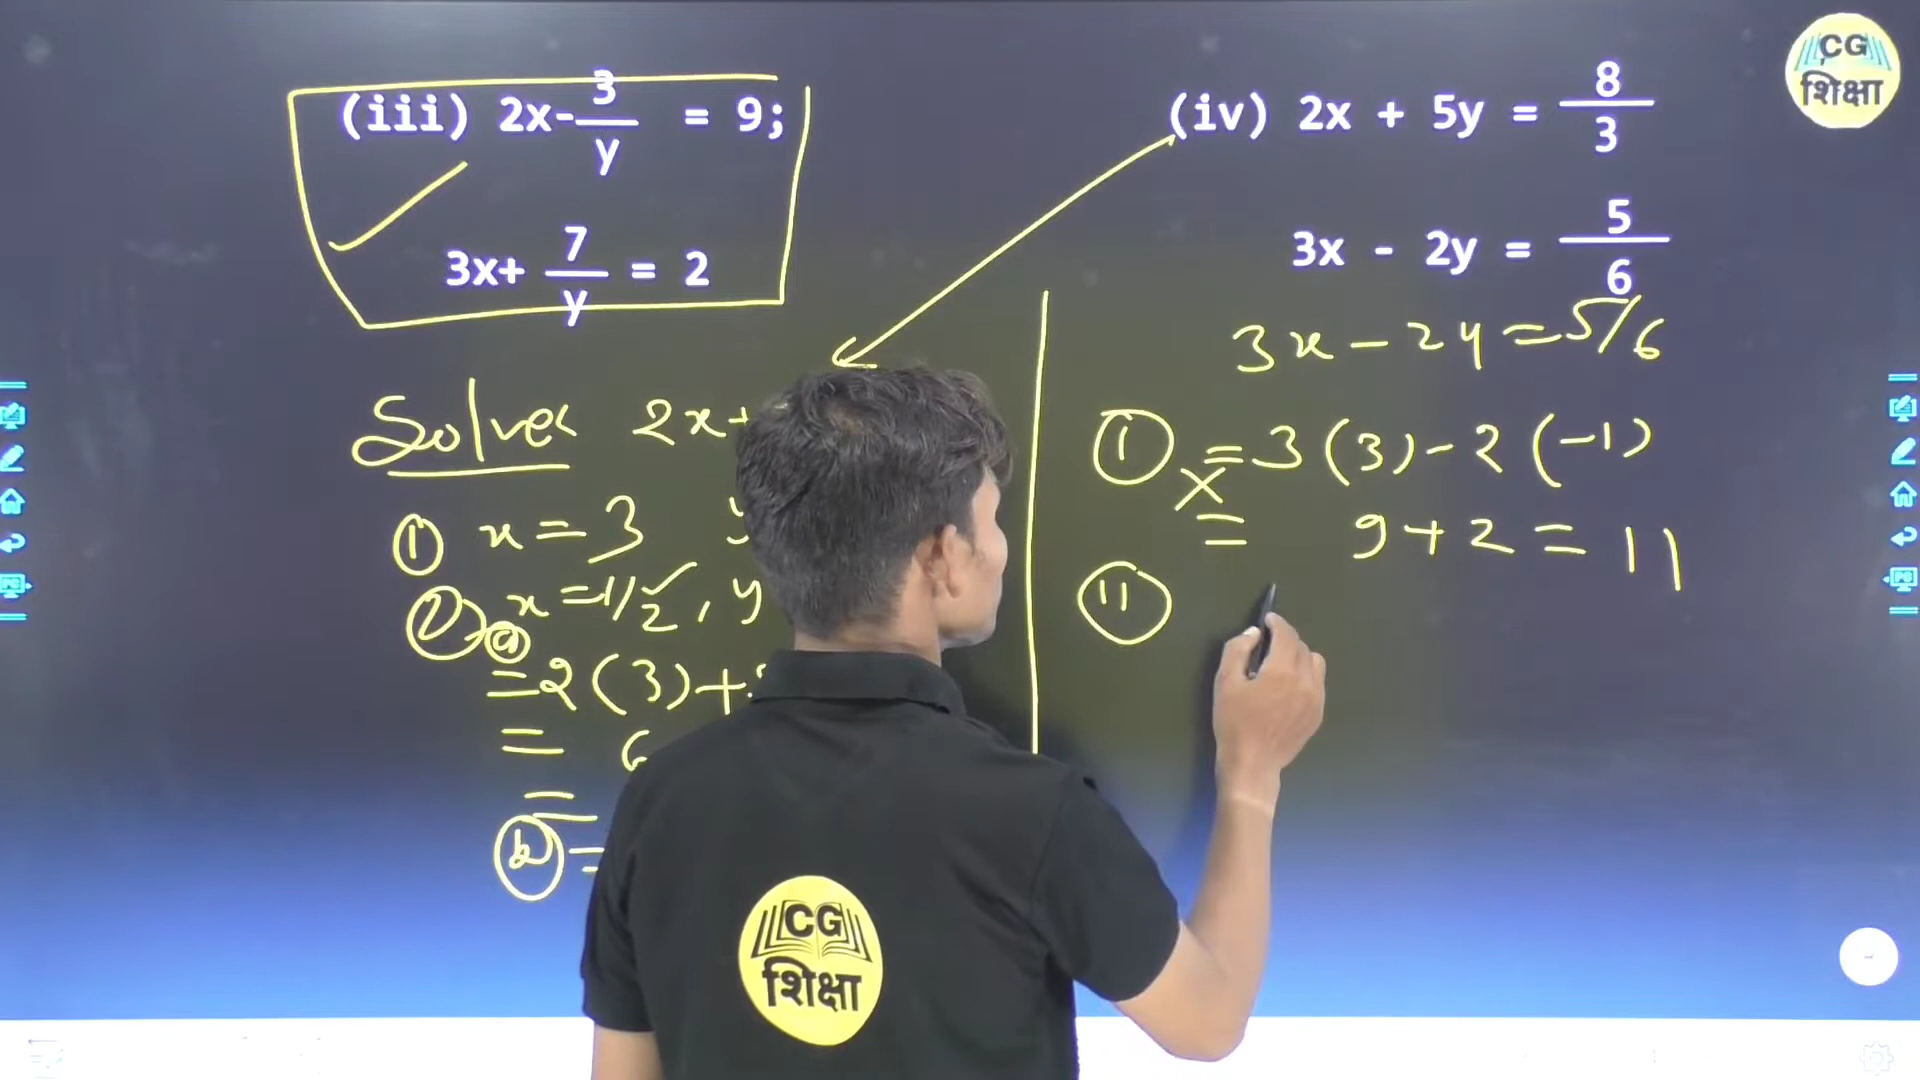 (iii) 2x - 3/y = 9;
3x + 7/y = 2
(iv) 2x + 5y = 8/3
3x - 2y = 5/6
CG
शिक्षा
Solve
2x+
① x = 3 y
② x = 1/2, y
ⓐ
= 2(3)+
= 6
=
ⓑ =
3x - 2y = 5/6
① = 3(3) - 2(-1)
= 9 + 2 = 11
⑪
CG
शिक्षा